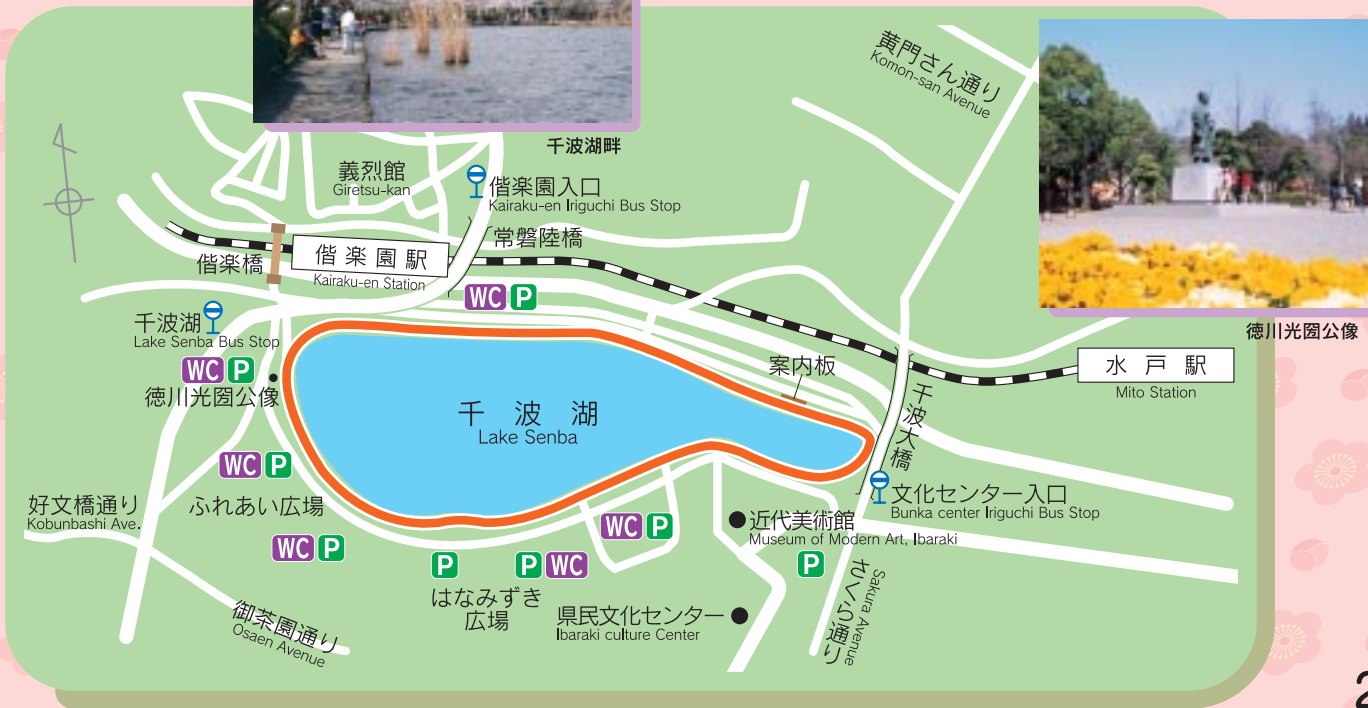 千波湖畔
黄門さん通り
Komon-san Avenue
義烈館
Giretsu-kan
偕楽園入口
Kairaku-en Iriguchi Bus Stop
常磐陸橋
偕楽橋
偕楽園駅
Kairaku-en Station
WC P
千波湖
Lake Senba Bus Stop
WC P
徳川光圀公像
徳川光圀公像
水戸駅
Mito Station
案内板
千波湖
Lake Senba
千波大橋
WC P
ふれあい広場
好文橋通り
Kobunbashi Ave.
文化センター入口
Bunka center Iriguchi Bus Stop
近代美術館
Museum of Modern Art, Ibaraki
P
WC P
WC P
P
P WC
はなみずき
広場
県民文化センター
Ibaraki culture Center
さくら通り
Sakura Avenue
御茶園通り
Osaen Avenue